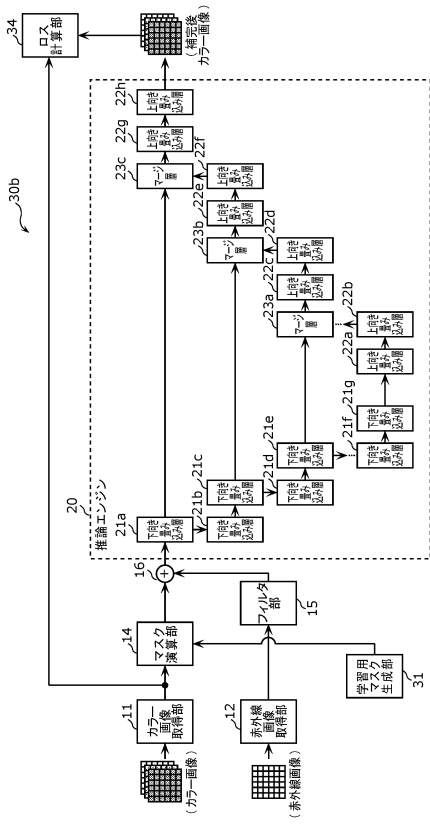 30b
(カラー画像)
11
カラー
画像
取得部
14
マスク
演算部
16
+
(赤外線画像)
12
赤外線
画像
取得部
15
フィルタ
部
31
学習用
マスク
生成部
20
推論エンジン
21a
下向き
畳み
込み層
21b
下向き
畳み
込み層
21c
下向き
畳み
込み層
21d
下向き
畳み
込み層
21e
下向き
畳み
込み層
21f
下向き
畳み
込み層
21g
下向き
畳み
込み層
22a
上向き
畳み
込み層
22b
上向き
畳み
込み層
23a
マージ
層
22c
上向き
畳み
込み層
22d
上向き
畳み
込み層
23b
マージ
層
22e
上向き
畳み
込み層
22f
上向き
畳み
込み層
23c
マージ
層
22g
上向き
畳み
込み層
22h
上向き
畳み
込み層
(補完後
カラー画像)
34
ロス
計算部